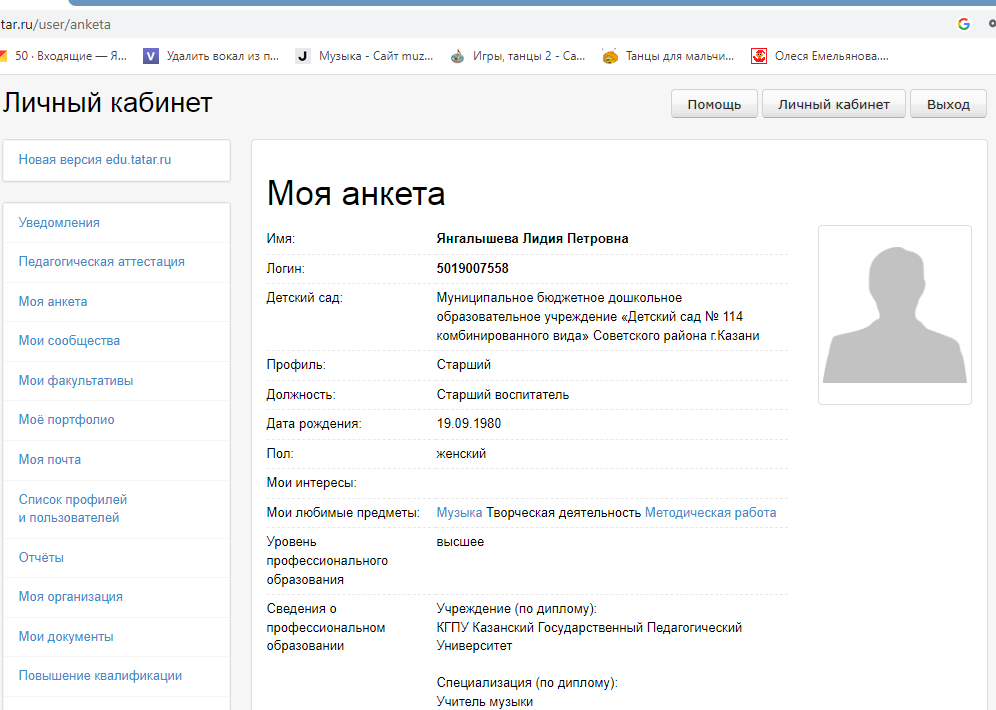 tar.ru/user/anketa
50 · Входящие — Я...
Удалить вокал из п...
Музыка - Сайт muz...
Игры, танцы 2 - Са...
Танцы для мальчи...
Олеся Емельянова....
Личный кабинет
Помощь
Личный кабинет
Выход
Новая версия edu.tatar.ru
Уведомления
Педагогическая аттестация
Моя анкета
Мои сообщества
Мои факультативы
Моё портфолио
Моя почта
Список профилей
и пользователей
Отчёты
Моя организация
Мои документы
Повышение квалификации
Моя анкета
Имя: Янгалышева Лидия Петровна
Логин: 5019007558
Детский сад: Муниципальное бюджетное дошкольное
образовательное учреждение «Детский сад № 114
комбинированного вида» Советского района г.Казани
Профиль: Старший
Должность: Старший воспитатель
Дата рождения: 19.09.1980
Пол: женский
Мои интересы:
Мои любимые предметы: Музыка Творческая деятельность Методическая работа
Уровень
профессионального
образования
высшее
Сведения о
профессиональном
образовании
Учреждение (по диплому):
КГПУ Казанский Государственный Педагогический
Университет
Специализация (по диплому):
Учитель музыки